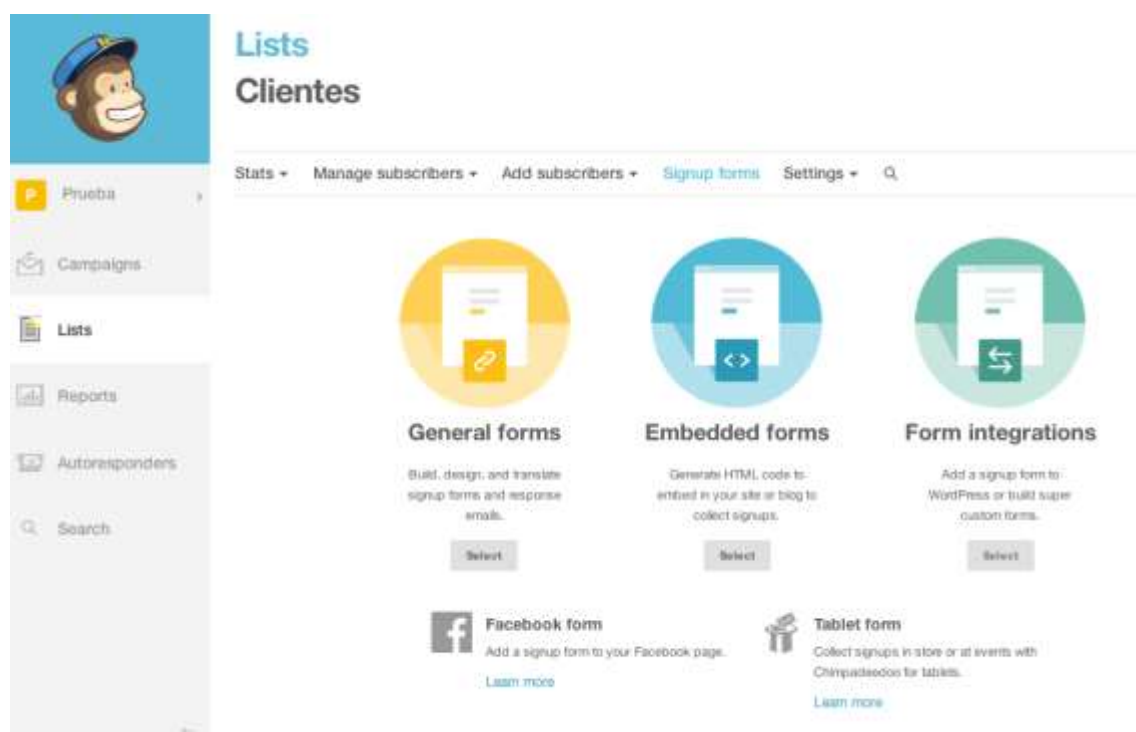 Lists
Clientes
P Prueba
Campaigns
Lists
Reports
Autoresponders
Search
Stats Manage subscribers Add subscribers Signup forms Settings
General forms
Build, design, and translate
signup forms and response
emails.
Select
Embedded forms
Generate HTML code to
embed in your site or blog to
collect signups.
Select
Form integrations
Add a signup form to
WordPress or build super
custom forms.
Select
Facebook form
Add a signup form to your Facebook page.
Learn more
Tablet form
Collect signups in store or at events with
Chimpadeedoo for tablets.
Learn more